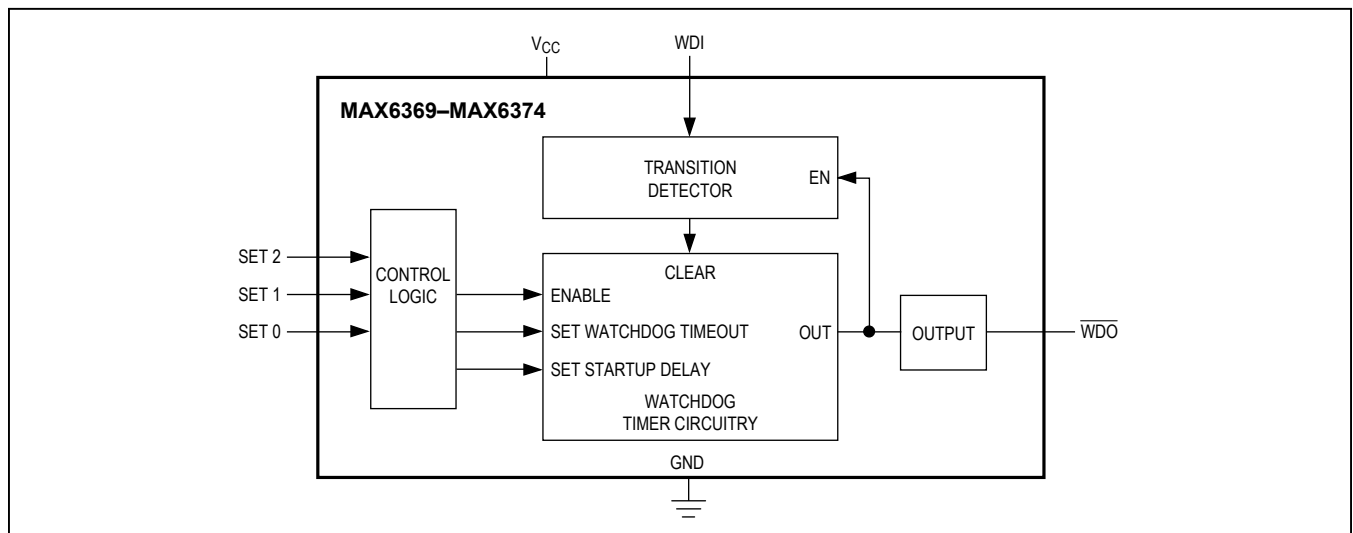 VCC
WDI
MAX6369–MAX6374
TRANSITION
DETECTOR
EN
SET 2
SET 1
SET 0
CONTROL
LOGIC
CLEAR
ENABLE
SET WATCHDOG TIMEOUT
SET STARTUP DELAY
OUT
WATCHDOG
TIMER CIRCUITRY
OUTPUT
W̅D̅O̅
GND